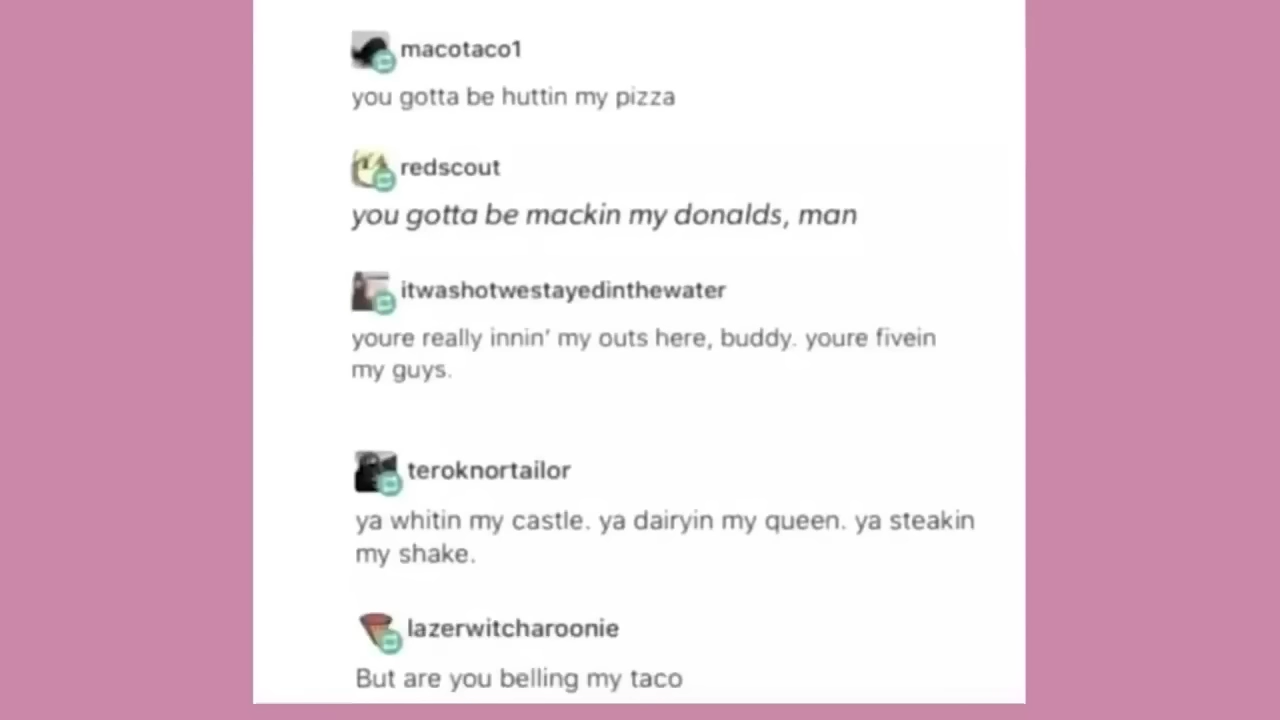 macotaco1
you gotta be huttin my pizza
redscout
you gotta be mackin my donalds, man
itwashotwestayedinthewater
youre really innin' my outs here, buddy. youre fivein
my guys.
teroknortailor
ya whitin my castle. ya dairyin my queen. ya steakin
my shake.
lazerwitcharoonie
But are you belling my taco